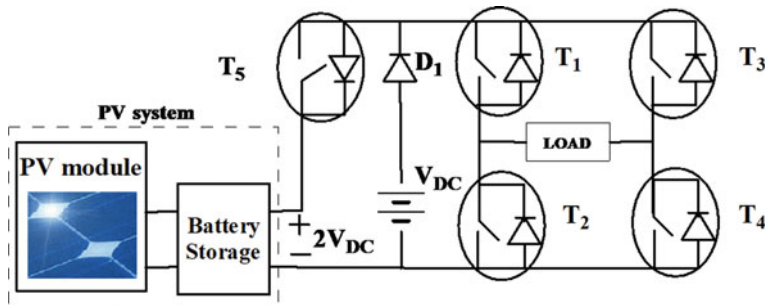 T5
D1
T1
T3
PV system
PV module
LOAD
VDC
Battery
Storage
+
2VDC
−
T2
T4